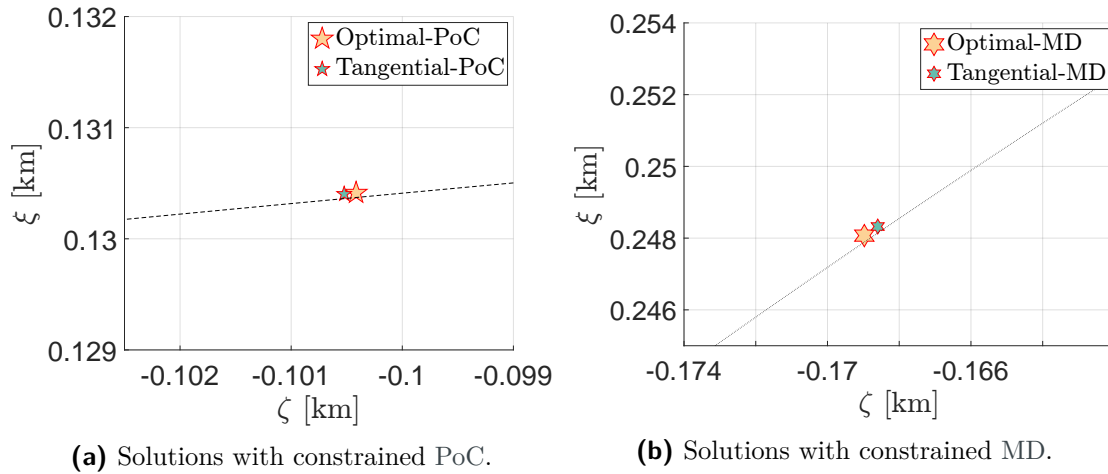 0.132
0.131
0.13
0.129
ξ [km]
Optimal-PoC
Tangential-PoC
-0.102
-0.101
-0.1
-0.099
ζ [km]
(a) Solutions with constrained PoC.
0.254
0.252
0.25
0.248
0.246
ξ [km]
Optimal-MD
Tangential-MD
-0.174
-0.17
-0.166
ζ [km]
(b) Solutions with constrained MD.